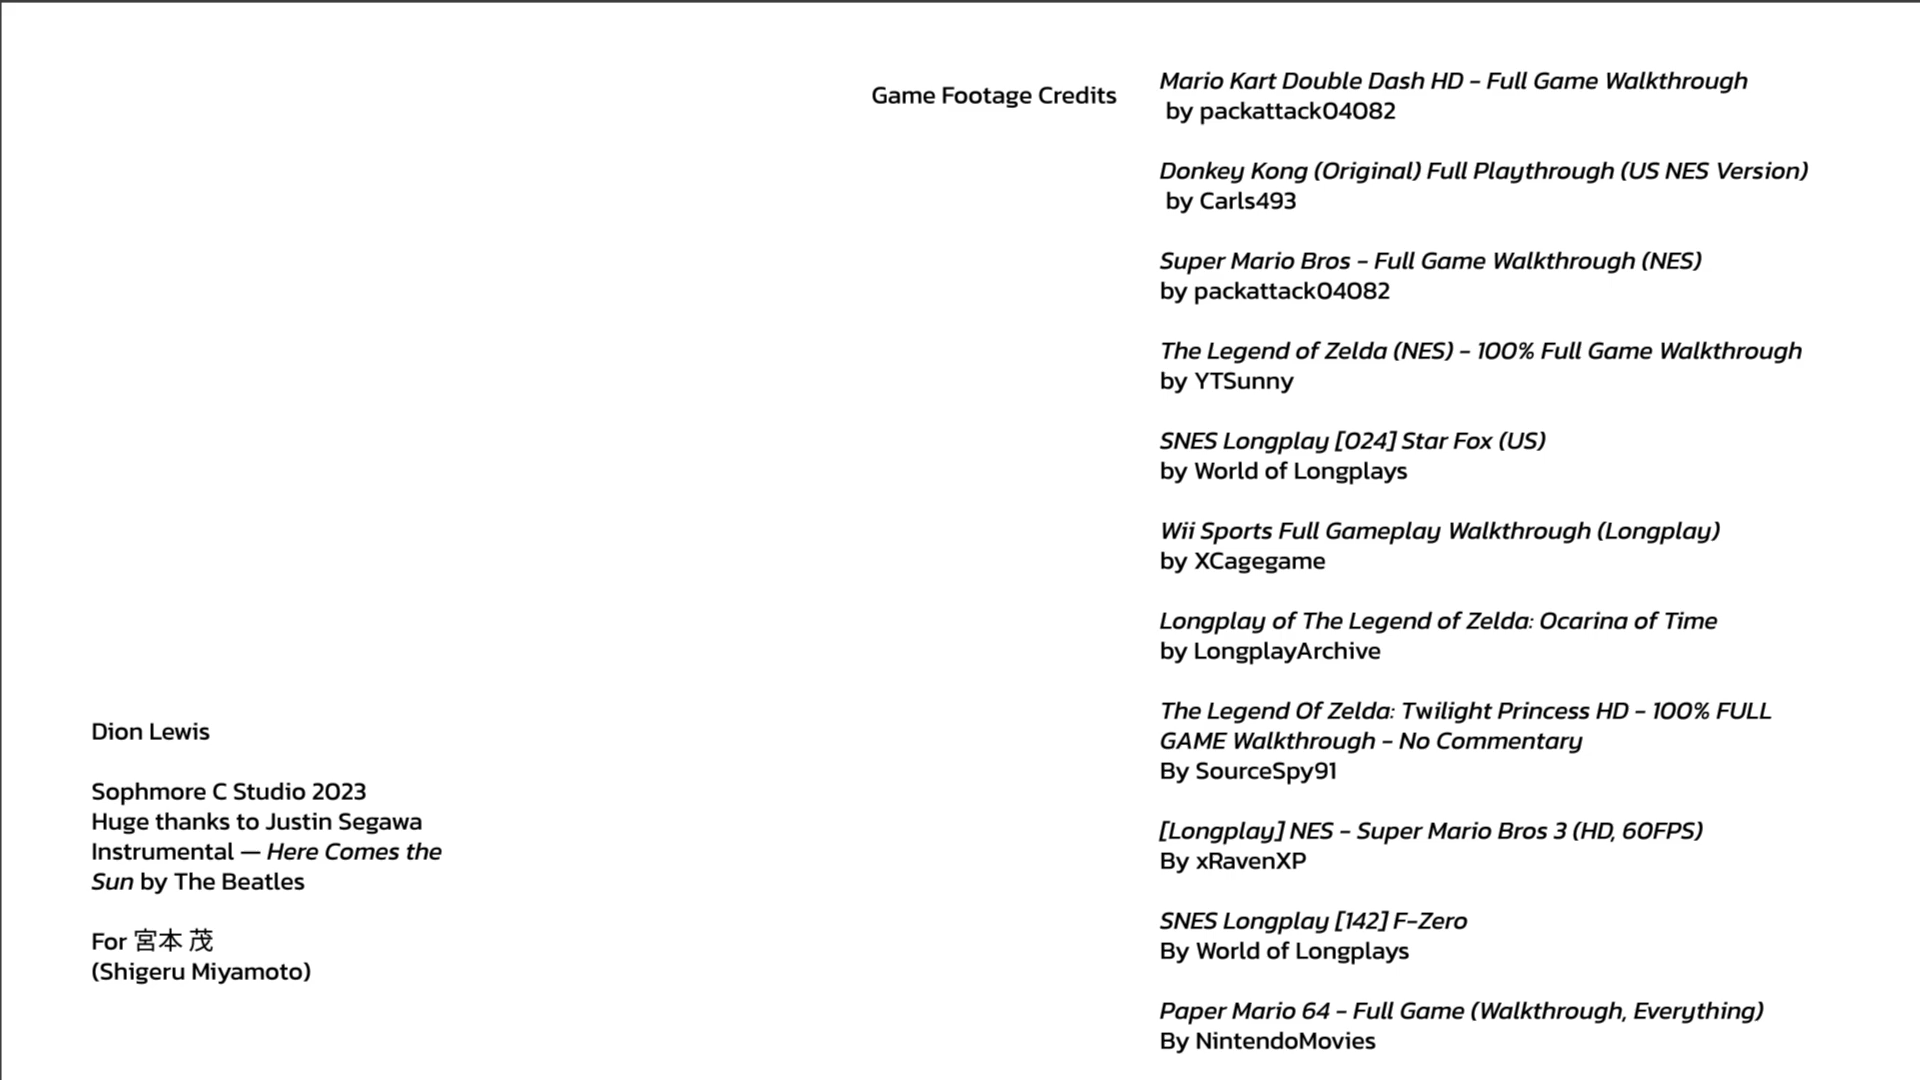 Game Footage Credits
Mario Kart Double Dash HD - Full Game Walkthrough
by packattack04082
Donkey Kong (Original) Full Playthrough (US NES Version)
by Carls493
Super Mario Bros - Full Game Walkthrough (NES)
by packattack04082
The Legend of Zelda (NES) - 100% Full Game Walkthrough
by YTSunny
SNES Longplay [024] Star Fox (US)
by World of Longplays
Wii Sports Full Gameplay Walkthrough (Longplay)
by XCagegame
Longplay of The Legend of Zelda: Ocarina of Time
by LongplayArchive
The Legend Of Zelda: Twilight Princess HD - 100% FULL
GAME Walkthrough - No Commentary
By SourceSpy91
[Longplay] NES - Super Mario Bros 3 (HD, 60FPS)
By xRavenXP
SNES Longplay [142] F-Zero
By World of Longplays
Paper Mario 64 - Full Game (Walkthrough, Everything)
By NintendoMovies
Dion Lewis
Sophmore C Studio 2023
Huge thanks to Justin Segawa
Instrumental — Here Comes the
Sun by The Beatles
For 宮本 茂
(Shigeru Miyamoto)